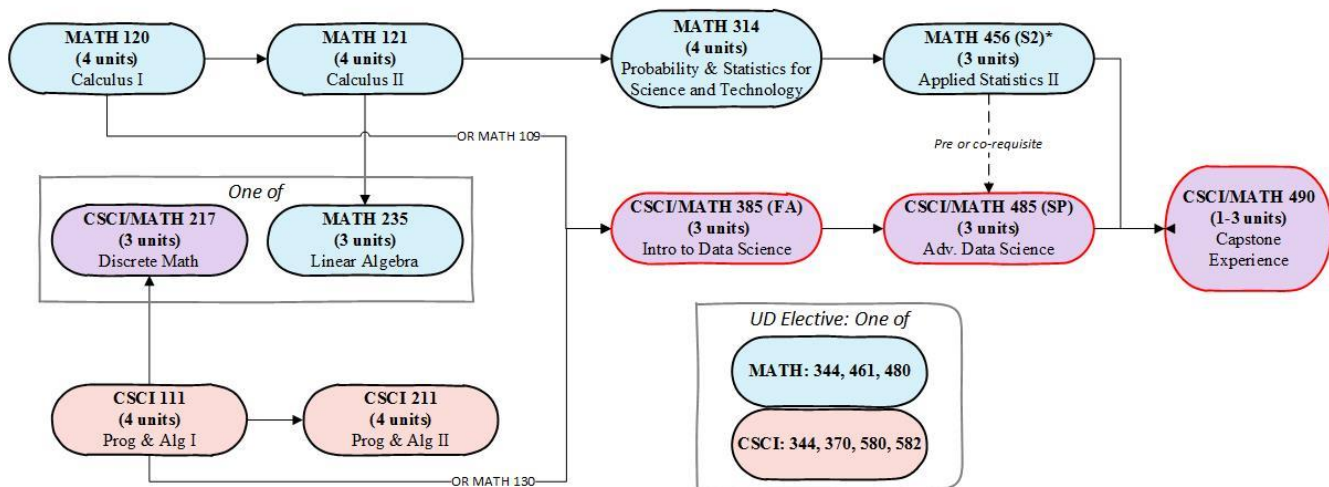 MATH 120
(4 units)
Calculus I
MATH 121
(4 units)
Calculus II
MATH 314
(4 units)
Probability & Statistics for
Science and Technology
MATH 456 (S2)*
(3 units)
Applied Statistics II
OR MATH 109
Pre or co-requisite
One of
CSCI/MATH 217
(3 units)
Discrete Math
MATH 235
(3 units)
Linear Algebra
CSCI/MATH 385 (FA)
(3 units)
Intro to Data Science
CSCI/MATH 485 (SP)
(3 units)
Adv. Data Science
CSCI/MATH 490
(1-3 units)
Capstone
Experience
CSCI 111
(4 units)
Prog & Alg I
CSCI 211
(4 units)
Prog & Alg II
OR MATH 130
UD Elective: One of
MATH: 344, 461, 480
CSCI: 344, 370, 580, 582